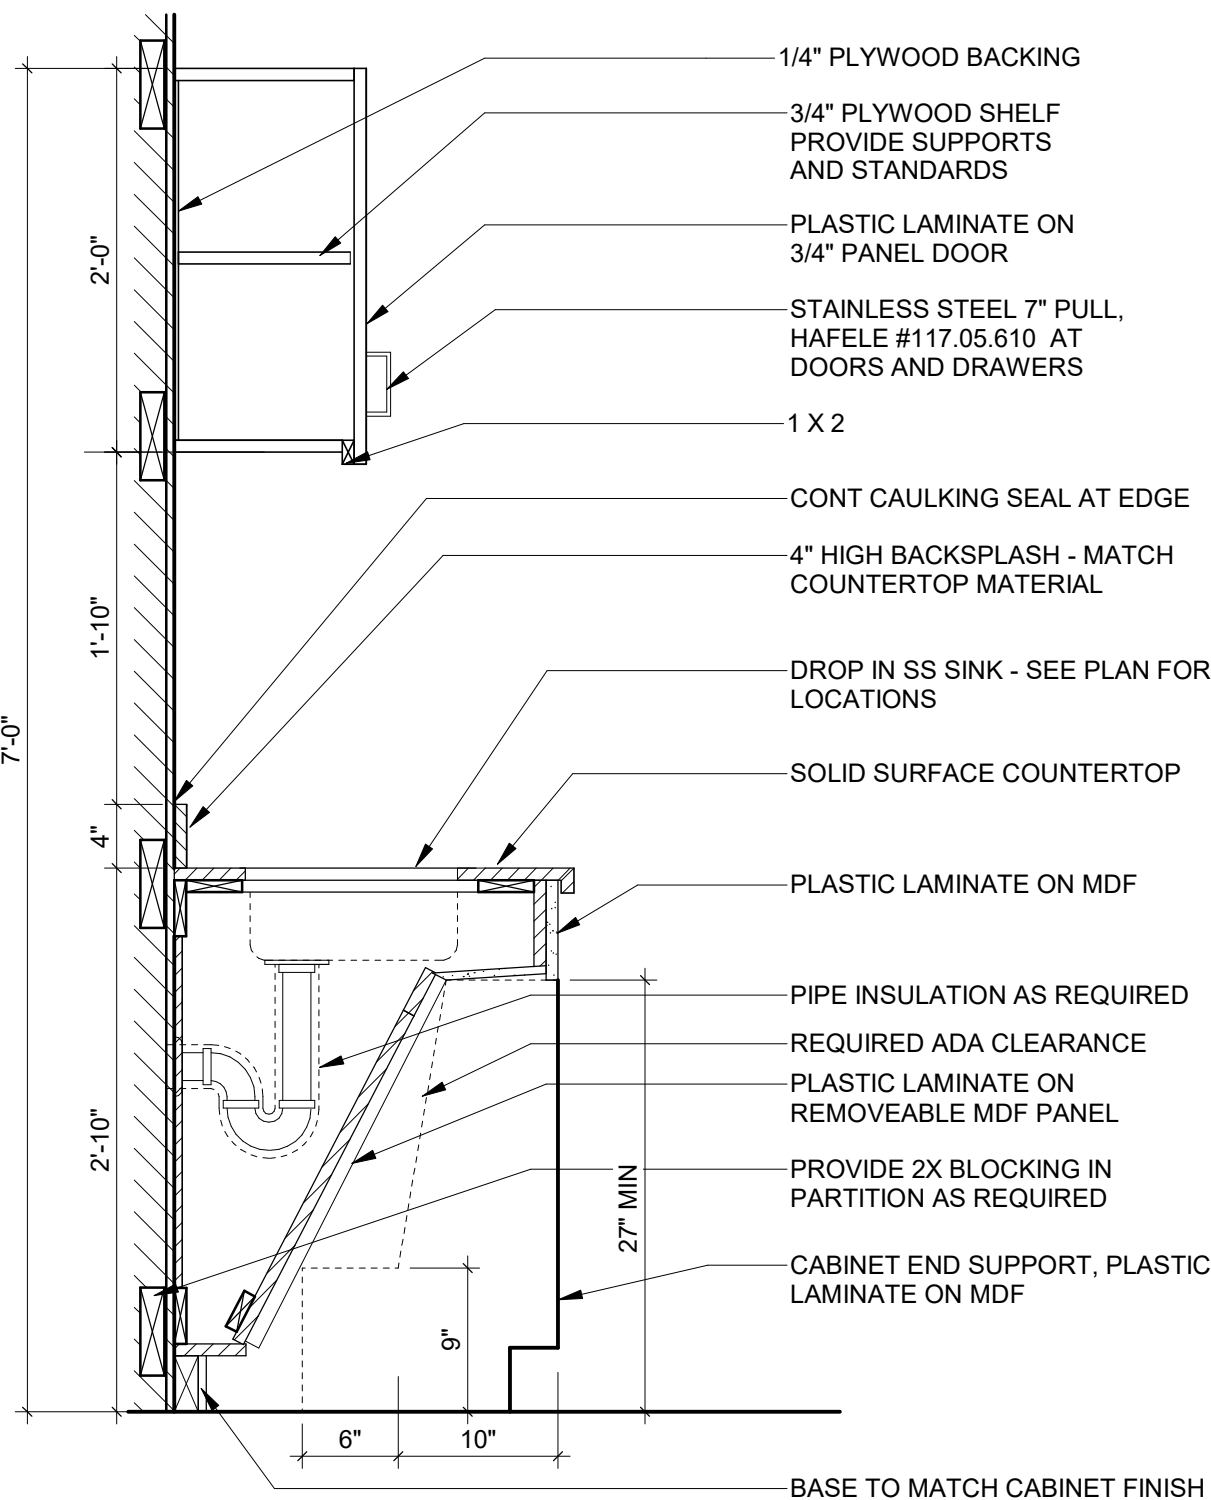 1/4" PLYWOOD BACKING
3/4" PLYWOOD SHELF
PROVIDE SUPPORTS
AND STANDARDS
PLASTIC LAMINATE ON
3/4" PANEL DOOR
STAINLESS STEEL 7" PULL,
HAFELE #117.05.610 AT
DOORS AND DRAWERS
1 X 2
CONT CAULKING SEAL AT EDGE
4" HIGH BACKSPLASH - MATCH
COUNTERTOP MATERIAL
DROP IN SS SINK - SEE PLAN FOR
LOCATIONS
SOLID SURFACE COUNTERTOP
PLASTIC LAMINATE ON MDF
PIPE INSULATION AS REQUIRED
REQUIRED ADA CLEARANCE
PLASTIC LAMINATE ON
REMOVEABLE MDF PANEL
PROVIDE 2X BLOCKING IN
PARTITION AS REQUIRED
CABINET END SUPPORT, PLASTIC
LAMINATE ON MDF
BASE TO MATCH CABINET FINISH
7'-0"
2'-0"
1'-10"
4"
2'-10"
27" MIN
9"
6"
10"